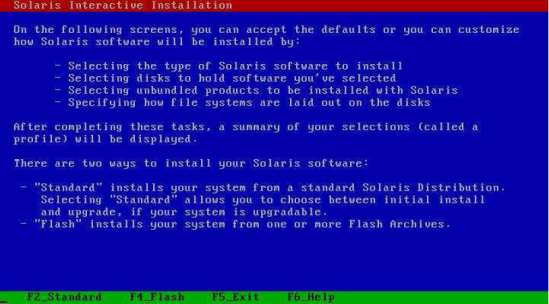 Solaris Interactive Installation
On the following screens, you can accept the defaults or you can customize
how Solaris software will be installed by:
- Selecting the type of Solaris software to install
- Selecting disks to hold software you've selected
- Selecting unbundled products to be installed with Solaris
- Specifying how file systems are laid out on the disks
After completing these tasks, a summary of your selections (called a
profile) will be displayed.
There are two ways to install your Solaris software:
- "Standard" installs your system from a standard Solaris Distribution.
Selecting "Standard" allows you to choose between initial install
and upgrade, if your system is upgradable.
- "Flash" installs your system from one or more Flash Archives.
F2_Standard F4_Flash F5_Exit F6_Help